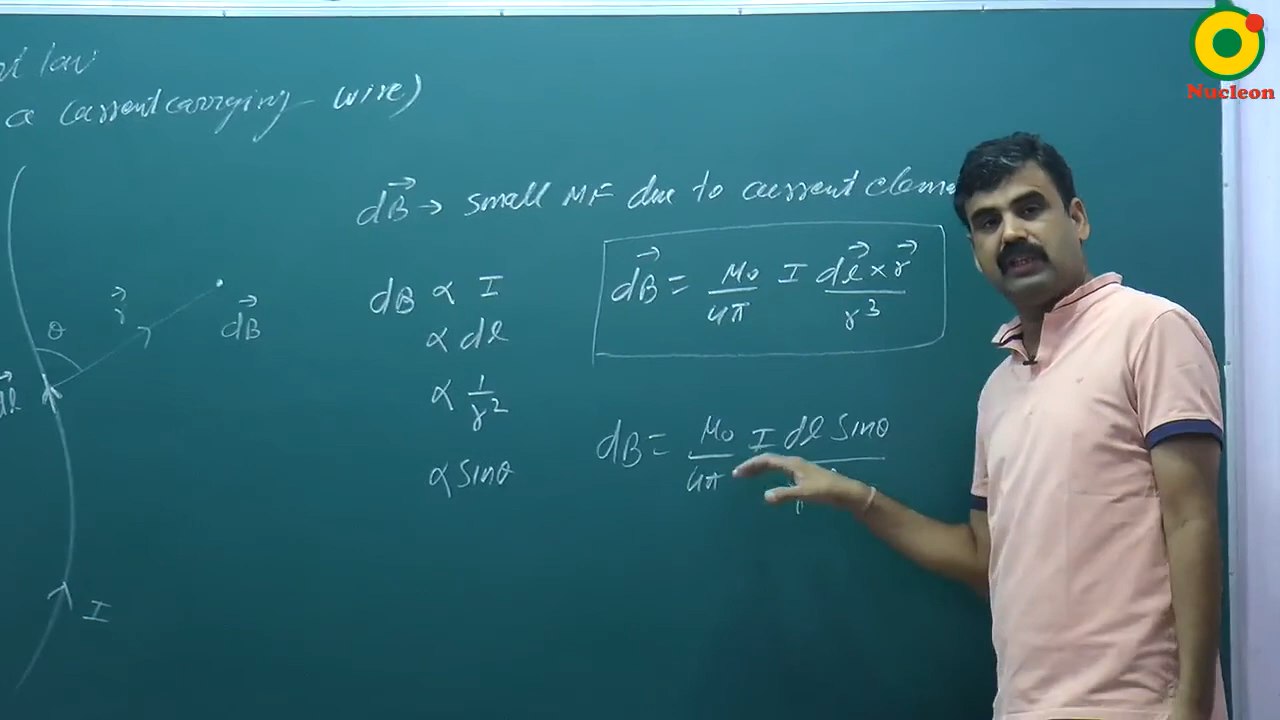 law
a current carrying wire)
dB→ → small MF due to current
dB ∝ I
∝ dl
∝ 1/r²
∝ Sinθ
dB→ = μ₀/4π I dl→ × r→/r³
dB = μ₀/4π I dl Sinθ
θ
r→
dB→
dl→
I
Nucleon